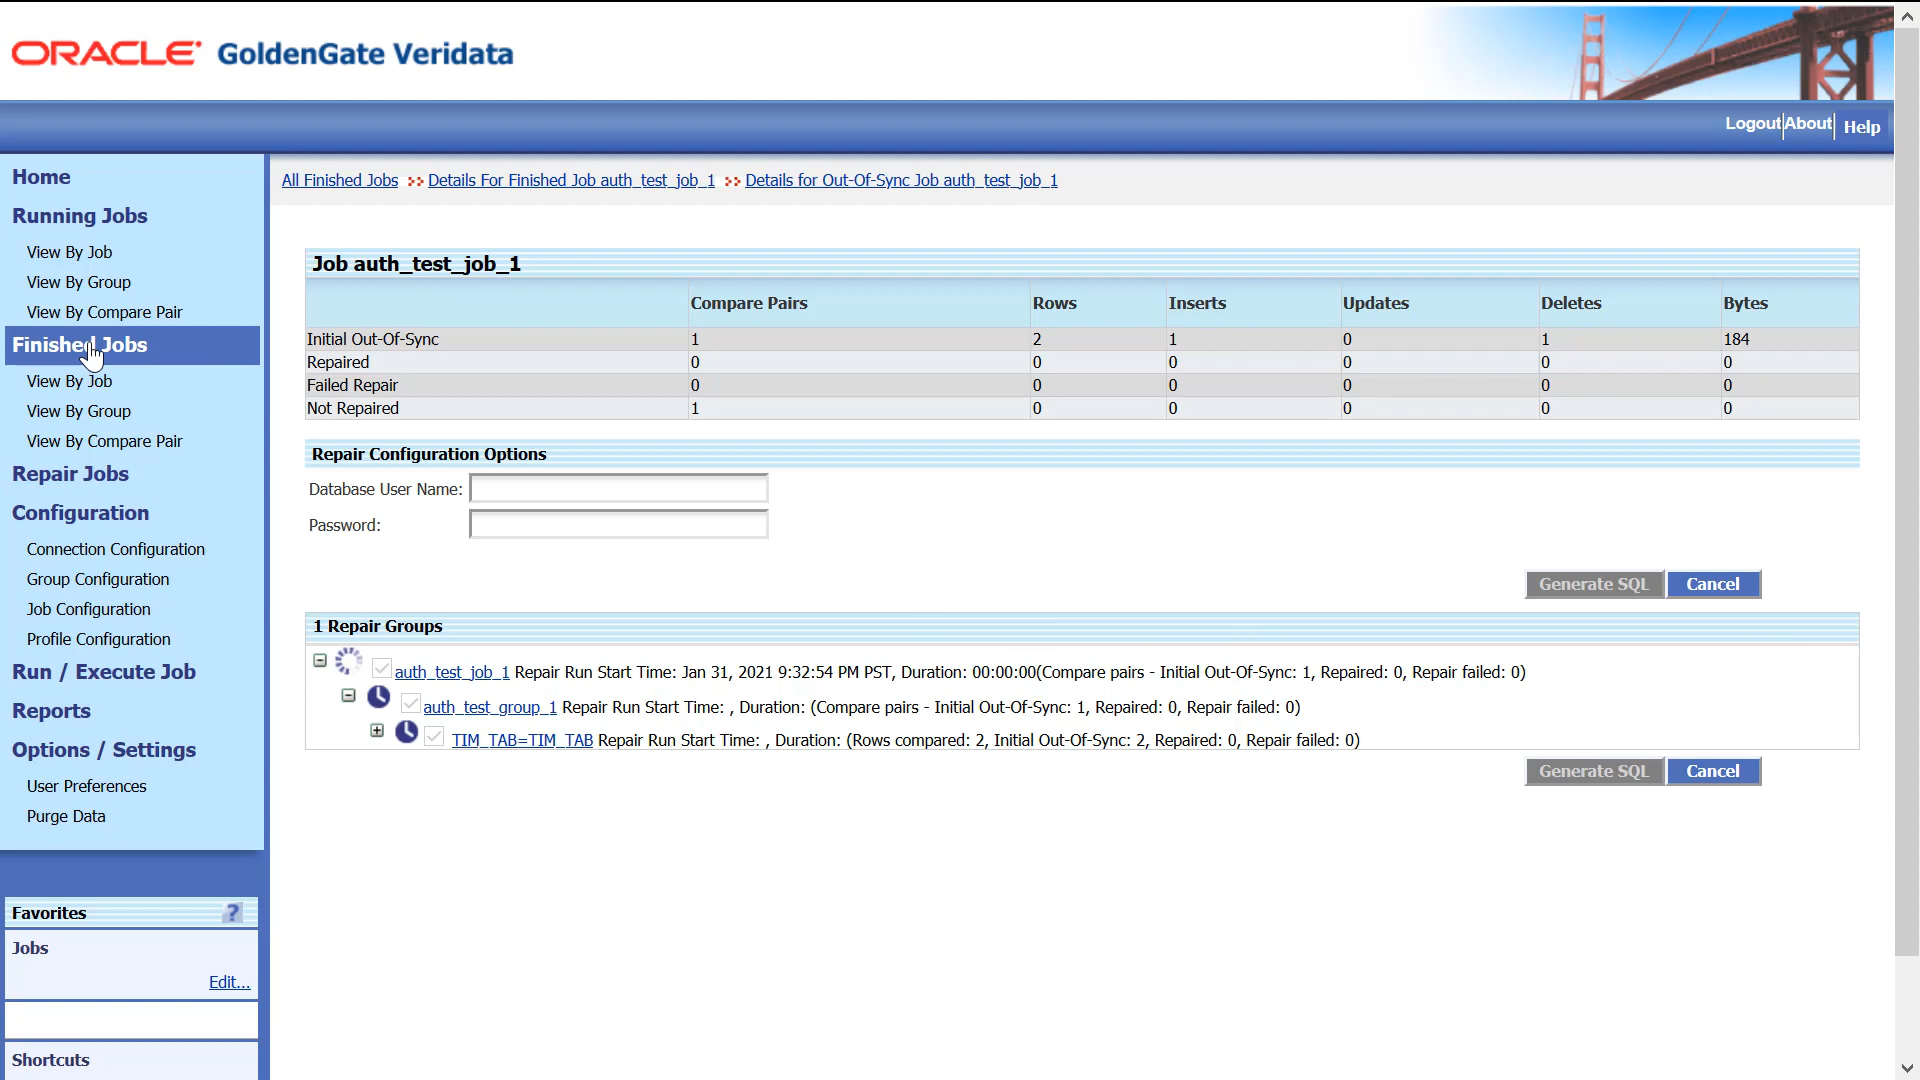 ORACLE GoldenGate Veridata
Logout About Help
Home
Running Jobs
View By Job
View By Group
View By Compare Pair
Finished Jobs
View By Job
View By Group
View By Compare Pair
Repair Jobs
Configuration
Connection Configuration
Group Configuration
Job Configuration
Profile Configuration
Run / Execute Job
Reports
Options / Settings
User Preferences
Purge Data
Favorites ?
Jobs
Edit...
Shortcuts
All Finished Jobs Details For Finished Job auth_test_job_1 Details for Out-Of-Sync Job auth_test_job_1
Job auth_test_job_1
Compare Pairs Rows Inserts Updates Deletes Bytes
Initial Out-Of-Sync 1 2 1 0 1 184
Repaired 0 0 0 0 0 0
Failed Repair 0 0 0 0 0 0
Not Repaired 1 0 0 0 0 0
Repair Configuration Options
Database User Name:
Password:
Generate SQL Cancel
1 Repair Groups
auth_test_job_1 Repair Run Start Time: Jan 31, 2021 9:32:54 PM PST, Duration: 00:00:00(Compare pairs - Initial Out-Of-Sync: 1, Repaired: 0, Repair failed: 0)
auth_test_group_1 Repair Run Start Time: , Duration: (Compare pairs - Initial Out-Of-Sync: 1, Repaired: 0, Repair failed: 0)
TIM_TAB=TIM_TAB Repair Run Start Time: , Duration: (Rows compared: 2, Initial Out-Of-Sync: 2, Repaired: 0, Repair failed: 0)
Generate SQL Cancel